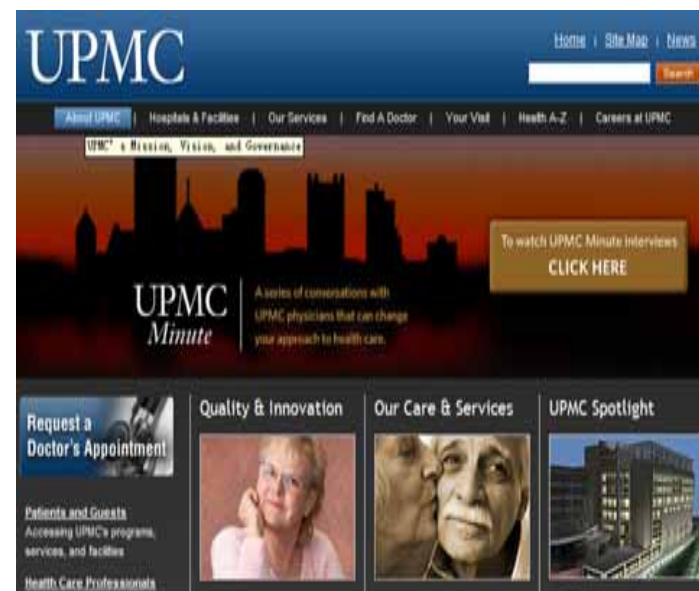 UPMC
Home | Site Map | News
Search
About UPMC | Hospitals & Facilities | Our Services | Find A Doctor | Your Visit | Health A-Z | Careers at UPMC
UPMC' s Mission, Vision, and Governance
To watch UPMC Minute Interviews
CLICK HERE
UPMC
Minute
A series of conversations with
UPMC physicians that can change
your approach to health care.
Request a
Doctor's Appointment
Quality & Innovation
Our Care & Services
UPMC Spotlight
Patients and Guests
Accessing UPMC's programs,
services, and facilities
Health Care Professionals